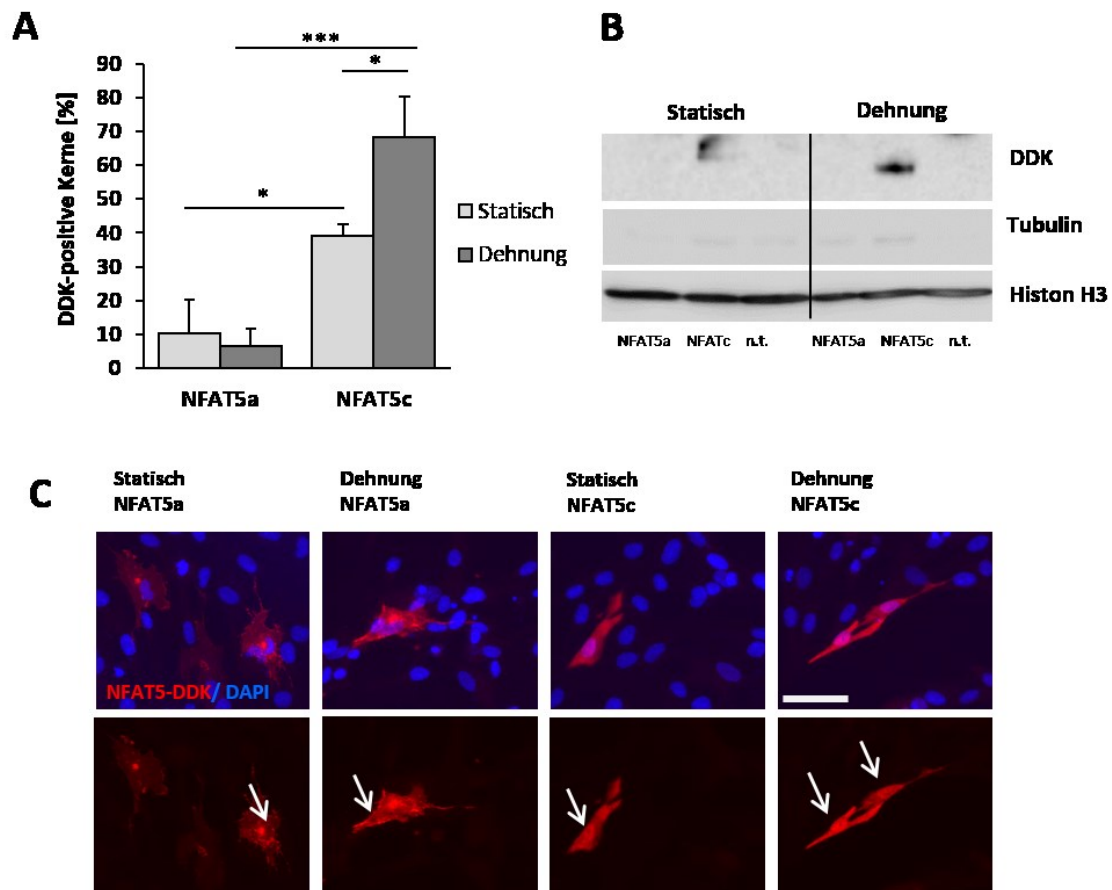 A
***
*
*
DDK-positive Kerne [%]
90
80
70
60
50
40
30
20
10
0
NFAT5a
NFAT5c
Statisch
Dehnung
B
Statisch
Dehnung
DDK
Tubulin
Histon H3
NFAT5a NFATc n.t. NFAT5a NFAT5c n.t.
C
Statisch
NFAT5a
Dehnung
NFAT5a
Statisch
NFAT5c
Dehnung
NFAT5c
NFAT5-DDK/ DAPI